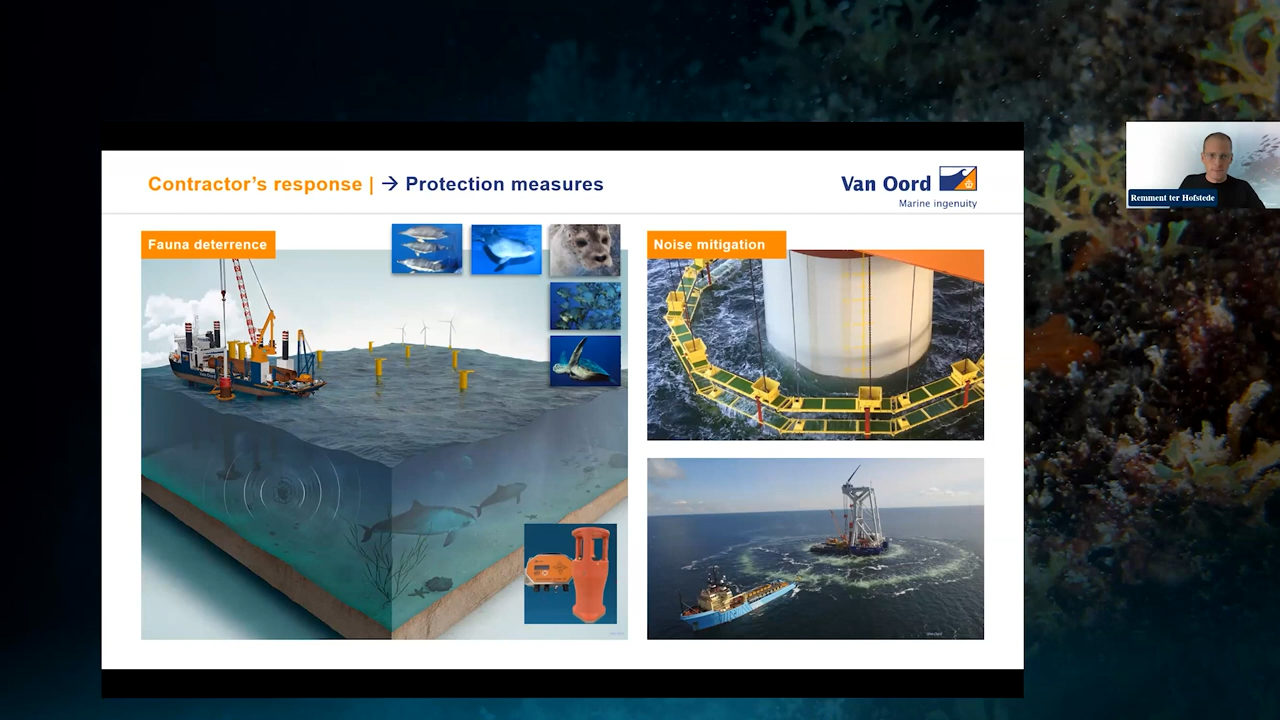 Contractor's response | → Protection measures
Van Oord
Marine ingenuity
Fauna deterrence
Noise mitigation
Remment ter Hofstede